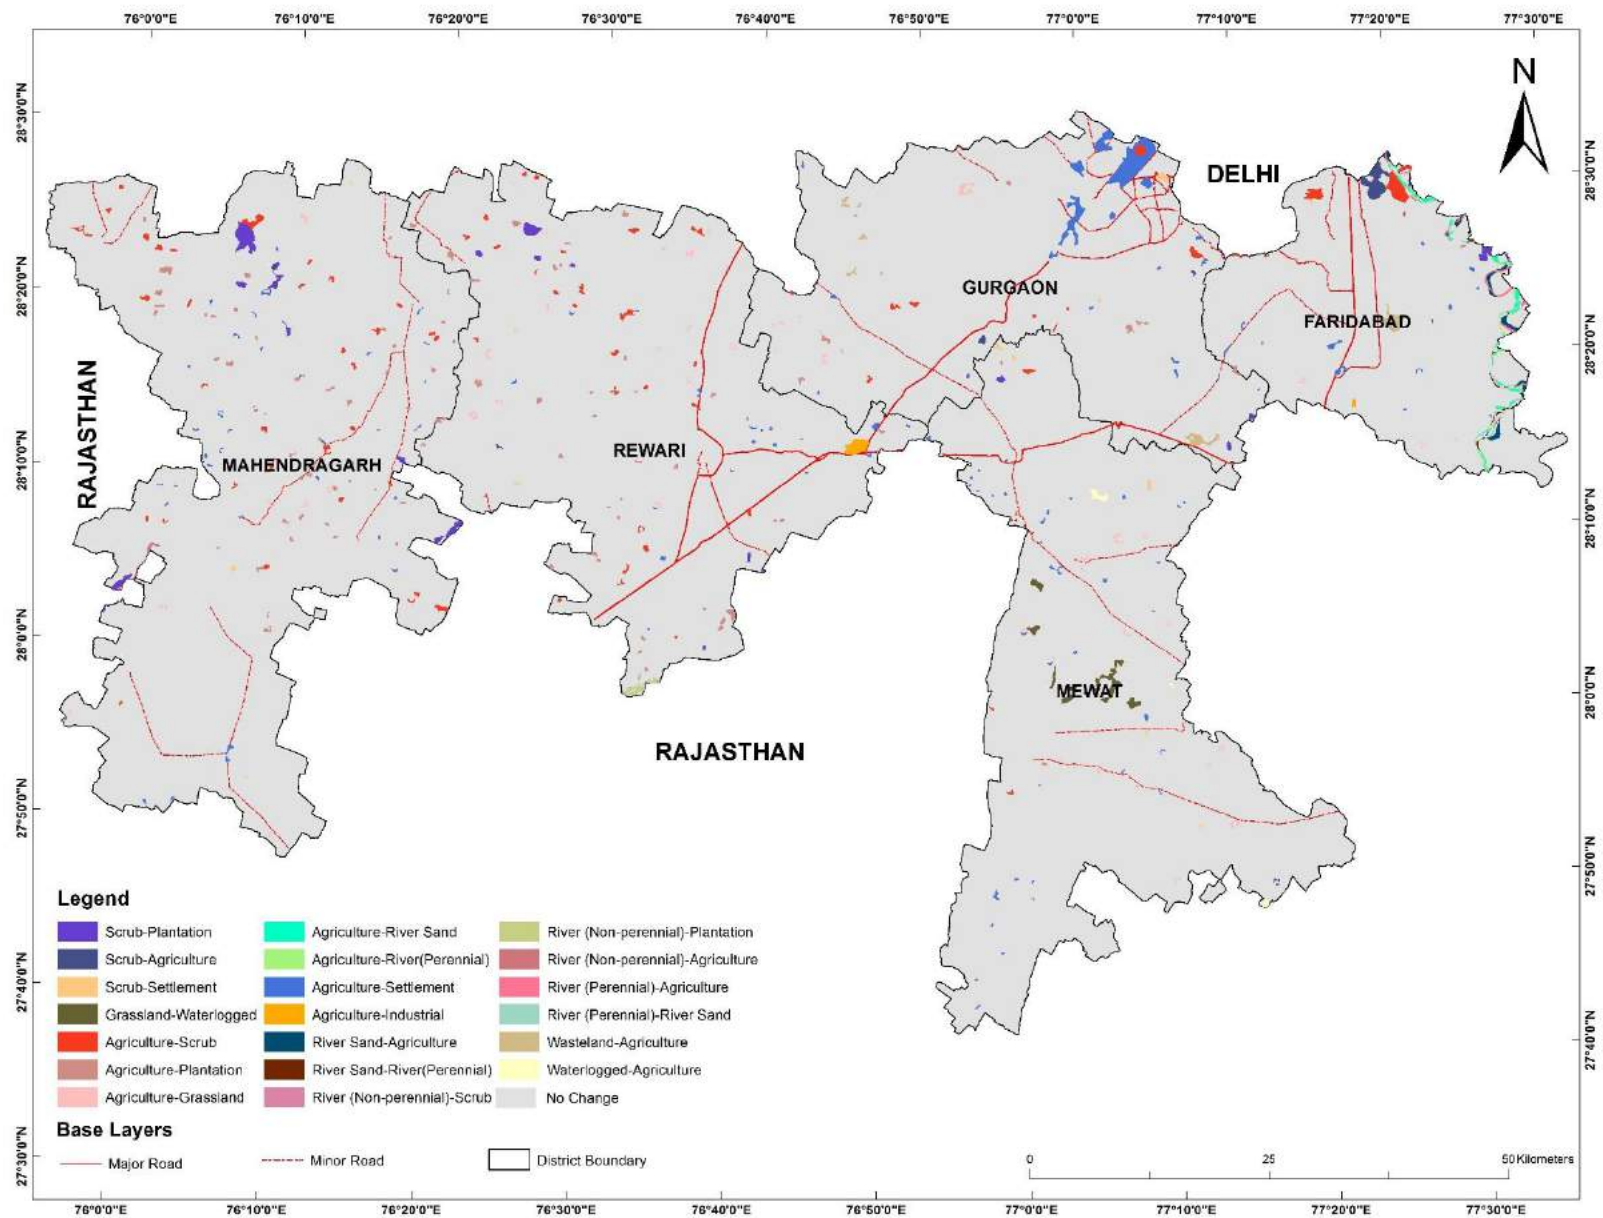 76°0'0"E 76°10'0"E 76°20'0"E 76°30'0"E 76°40'0"E 76°50'0"E 77°0'0"E 77°10'0"E 77°20'0"E 77°30'0"E
28°30'0"N
28°20'0"N
28°10'0"N
28°0'0"N
27°50'0"N
27°40'0"N
27°30'0"N
N
DELHI
GURGAON
FARIDABAD
RAJASTHAN
MAHENDRAGARH
REWARI
MEWAT
RAJASTHAN
28°30'0"N
28°20'0"N
28°10'0"N
28°0'0"N
27°50'0"N
27°40'0"N
Legend
Scrub-Plantation
Scrub-Agriculture
Scrub-Settlement
Grassland-Waterlogged
Agriculture-Scrub
Agriculture-Plantation
Agriculture-Grassland
Agriculture-River Sand
Agriculture-River(Perennial)
Agriculture-Settlement
Agriculture-Industrial
River Sand-Agriculture
River Sand-River(Perennial)
River (Non-perennial)-Scrub
River (Non-perennial)-Plantation
River (Non-perennial)-Agriculture
River (Perennial)-Agriculture
River (Perennial)-River Sand
Wasteland-Agriculture
Waterlogged-Agriculture
No Change
Base Layers
Major Road
Minor Road
District Boundary
0 25 50 Kilometers
76°0'0"E 76°10'0"E 76°20'0"E 76°30'0"E 76°40'0"E 76°50'0"E 77°0'0"E 77°10'0"E 77°20'0"E 77°30'0"E